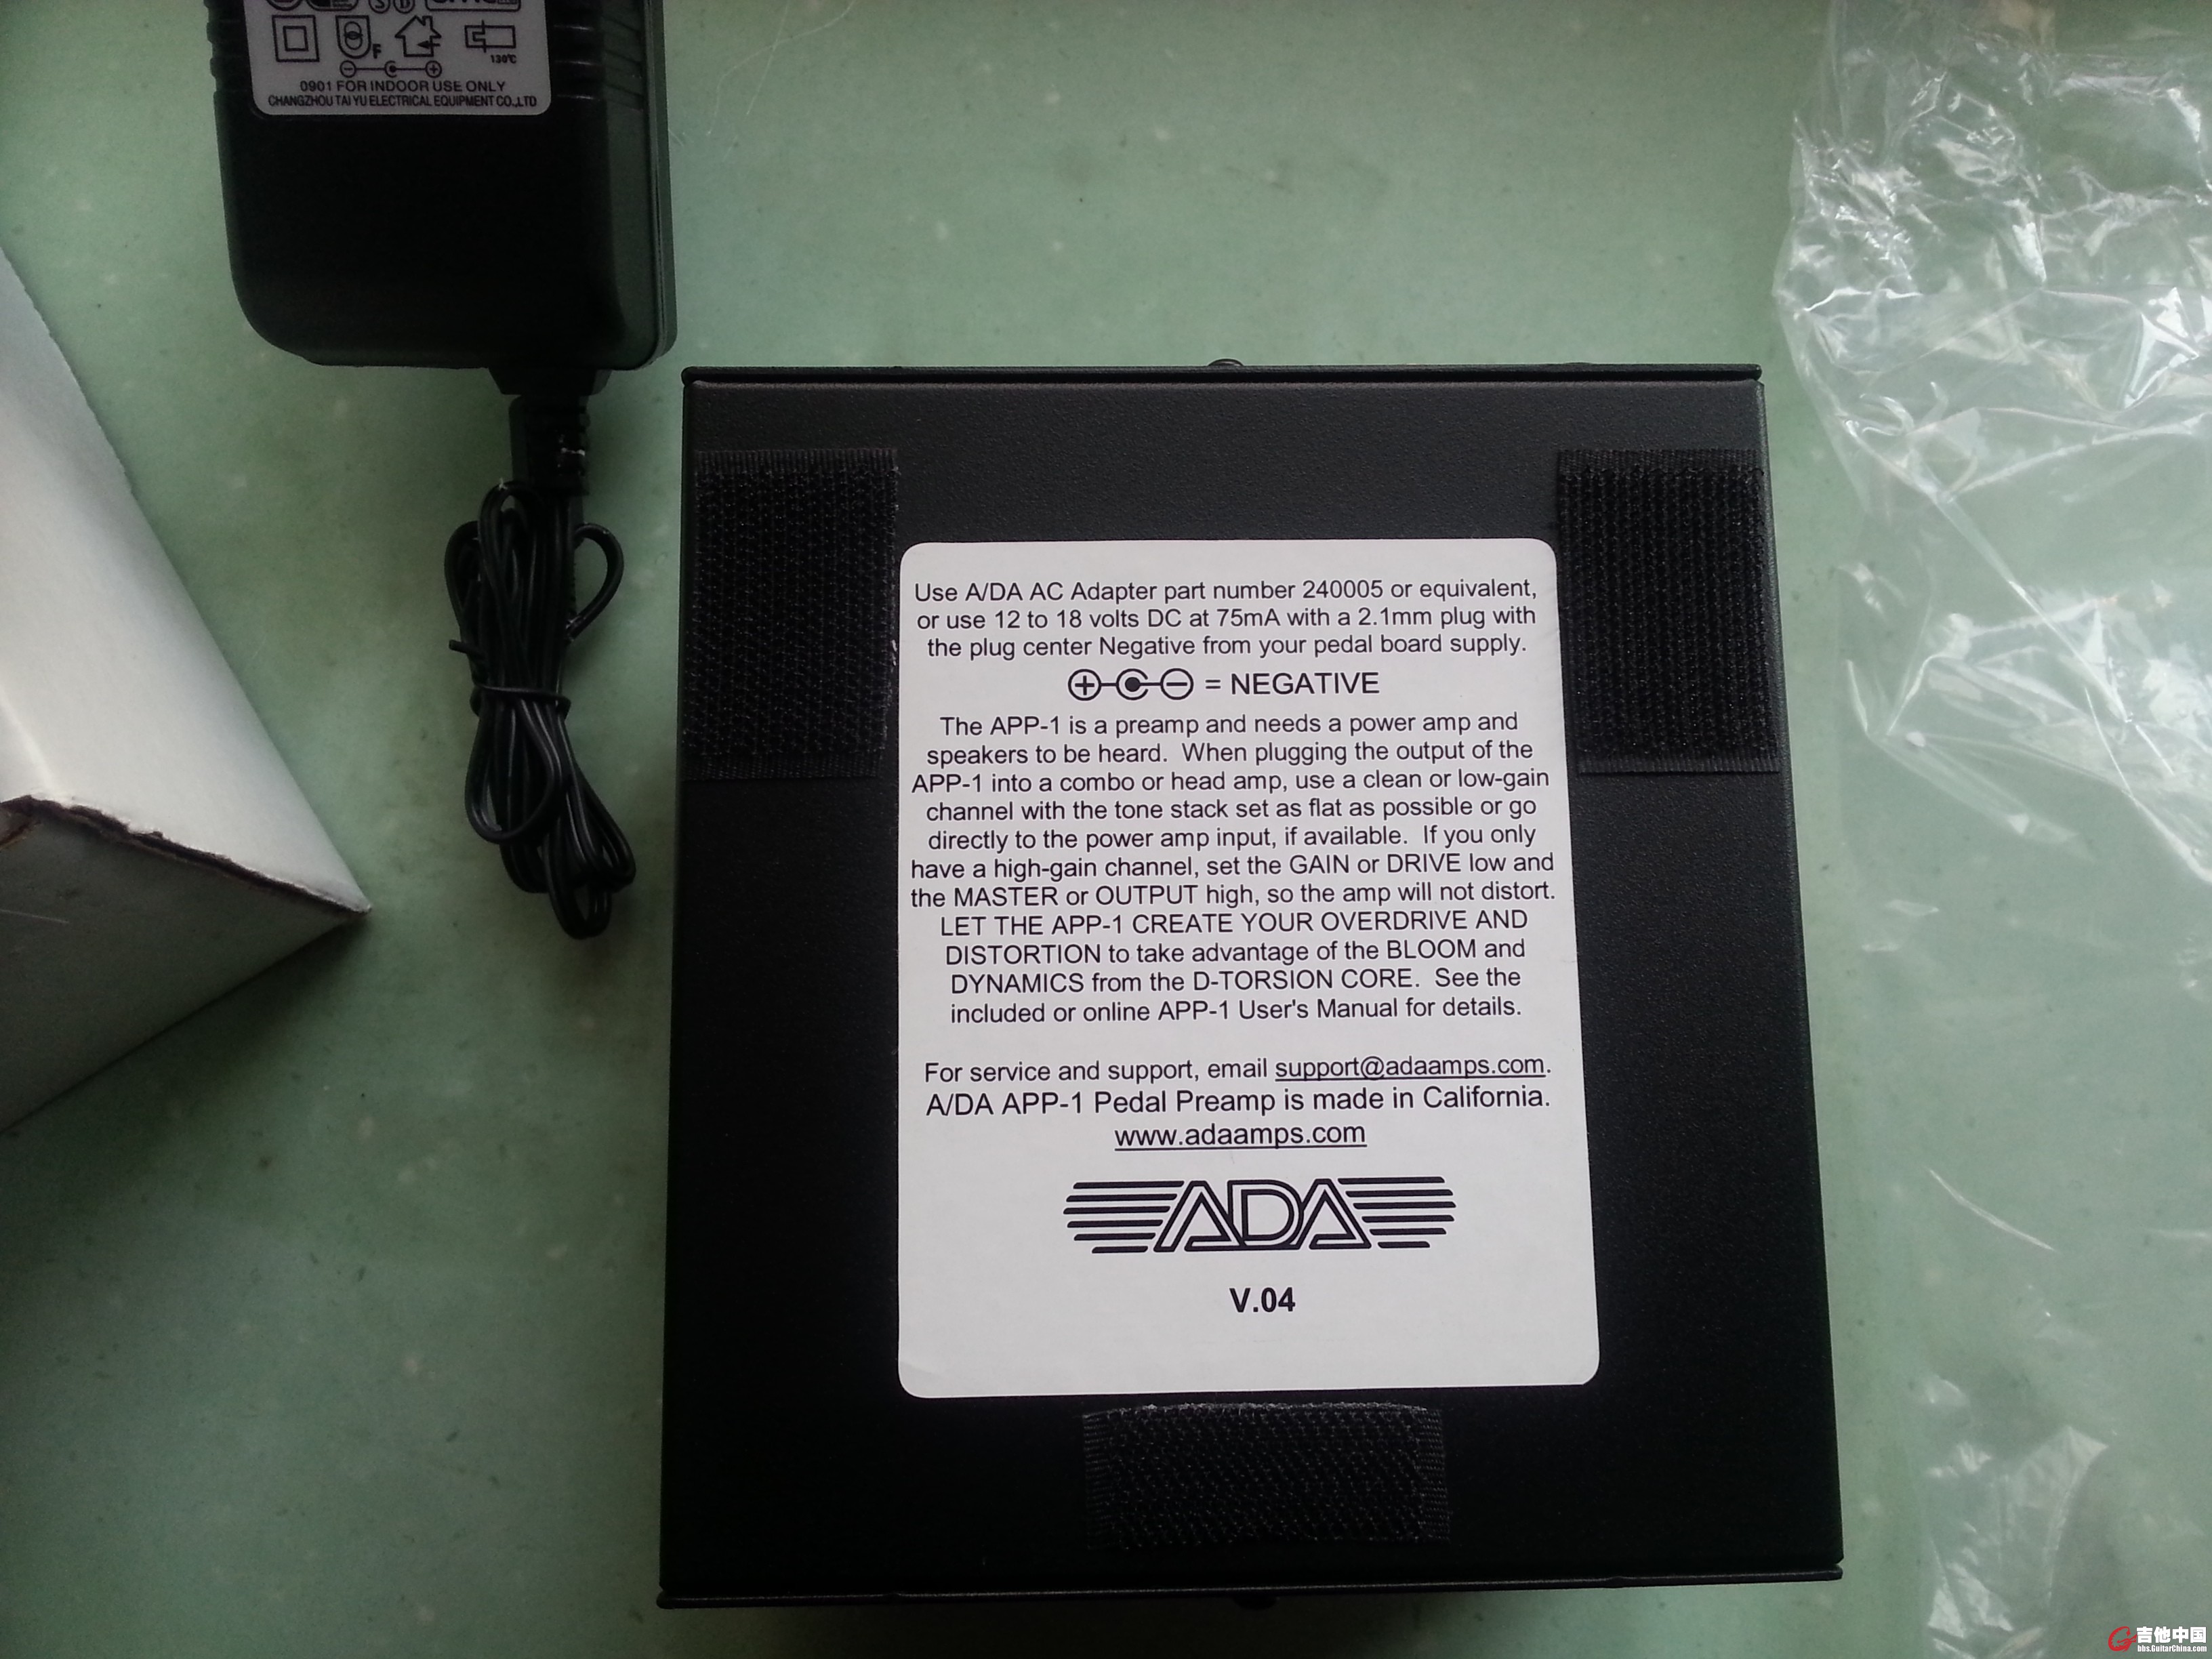 F
130℃
0901 FOR INDOOR USE ONLY
CHANGZHOU TAI YU ELECTRICAL EQUIPMENT CO.,LTD
Use A/DA AC Adapter part number 240005 or equivalent,
or use 12 to 18 volts DC at 75mA with a 2.1mm plug with
the plug center Negative from your pedal board supply.
= NEGATIVE
The APP-1 is a preamp and needs a power amp and
speakers to be heard. When plugging the output of the
APP-1 into a combo or head amp, use a clean or low-gain
channel with the tone stack set as flat as possible or go
directly to the power amp input, if available. If you only
have a high-gain channel, set the GAIN or DRIVE low and
the MASTER or OUTPUT high, so the amp will not distort.
LET THE APP-1 CREATE YOUR OVERDRIVE AND
DISTORTION to take advantage of the BLOOM and
DYNAMICS from the D-TORSION CORE. See the
included or online APP-1 User's Manual for details.
For service and support, email support@adaamps.com.
A/DA APP-1 Pedal Preamp is made in California.
www.adaamps.com
ADA
V.04
吉他中国
bbs.GuitarChina.com